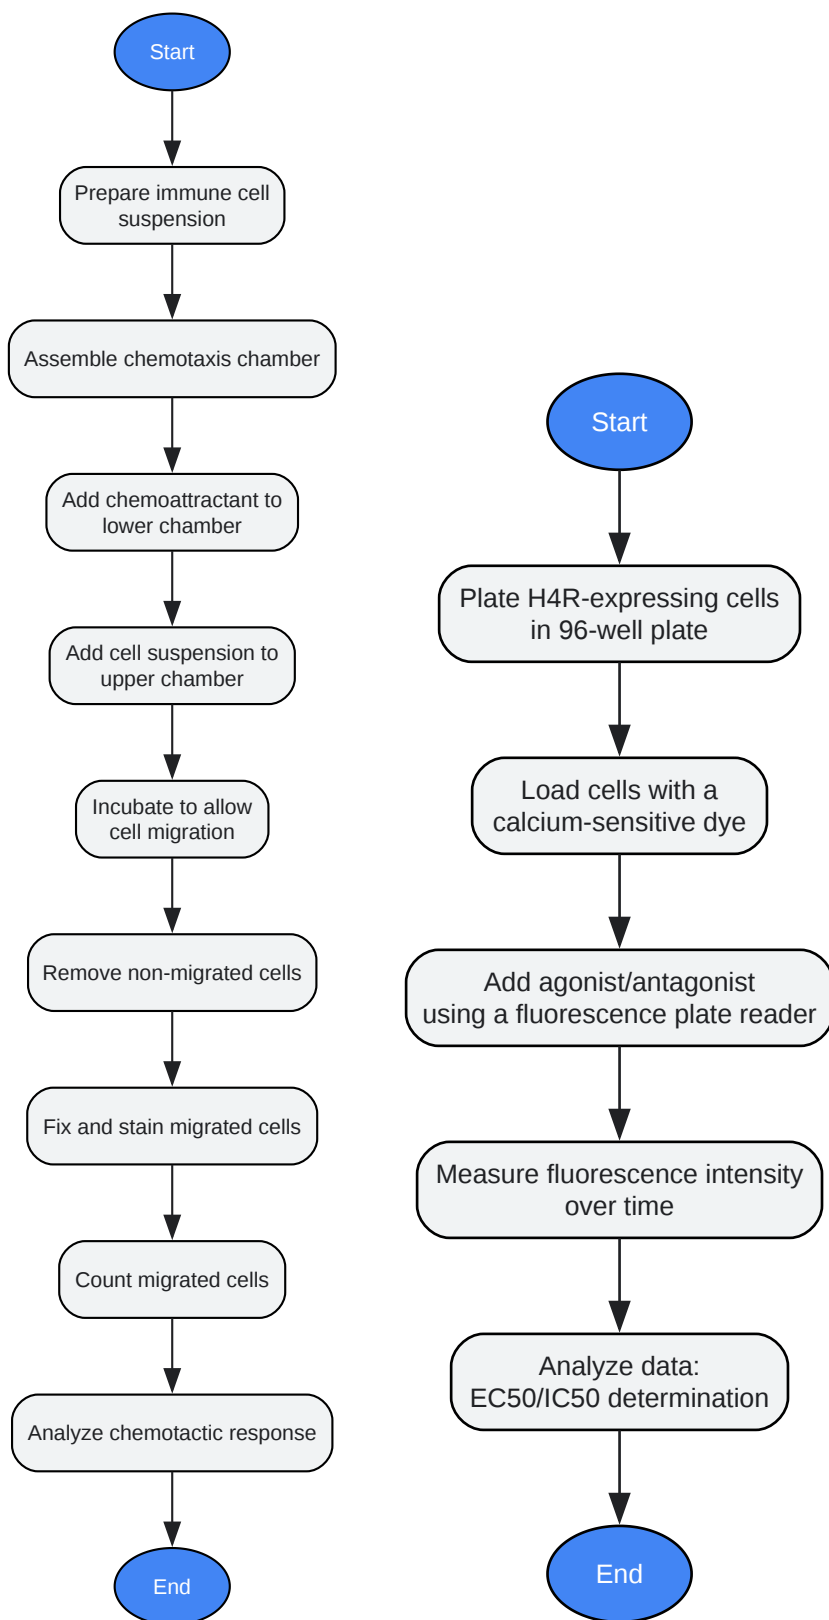 Start
Prepare immune cell
suspension
Assemble chemotaxis chamber
Add chemoattractant to
lower chamber
Add cell suspension to
upper chamber
Incubate to allow
cell migration
Remove non-migrated cells
Fix and stain migrated cells
Count migrated cells
Analyze chemotactic response
End
Start
Plate H4R-expressing cells
in 96-well plate
Load cells with a
calcium-sensitive dye
Add agonist/antagonist
using a fluorescence plate reader
Measure fluorescence intensity
over time
Analyze data:
EC50/IC50 determination
End